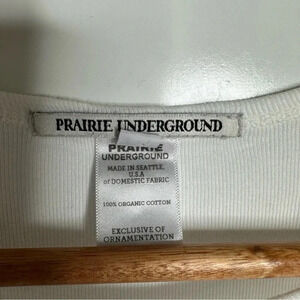 PRAIRIE UNDERGROUND
PRAIRIE
UNDERGROUND
MADE IN SEATTLE,
U.S.A
of DOMESTIC FABRIC
100% ORGANIC COTTON
EXCLUSIVE OF
ORNAMENTATION